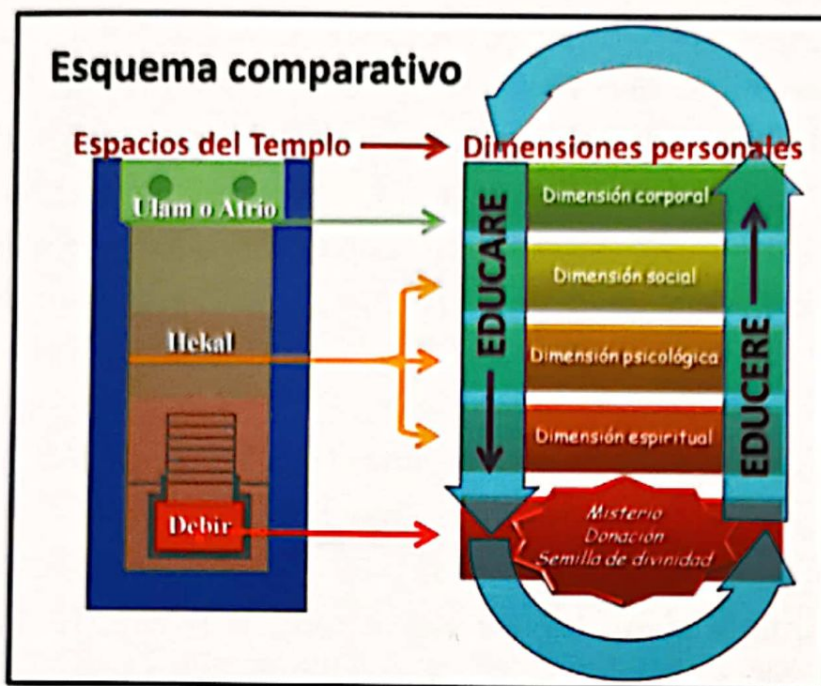 Esquema comparativo
Espacios del Templo
Dimensiones personales
Ulam o Atrio
Hekal
Debir
EDUCARE
Dimensión corporal
Dimensión social
Dimensión psicológica
Dimensión espiritual
Misterio
Donación
Semilla de divinidad
EDUCERE